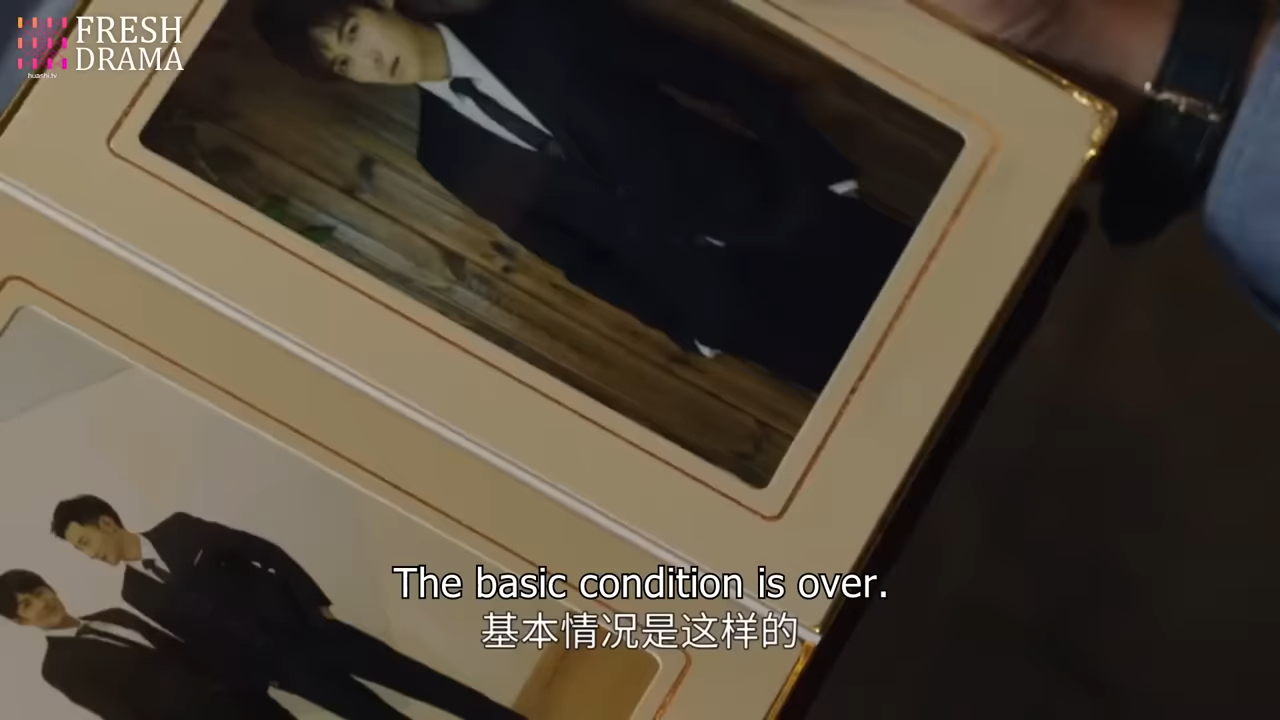 FRESH
DRAMA
huashi.tv
The basic condition is over.
基本情况是这样的